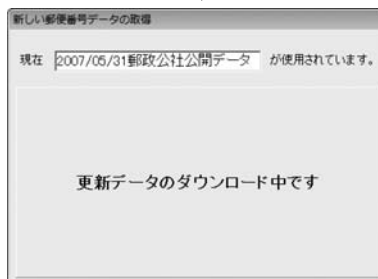 新しい郵便番号データの取得
現在 2007/05/31郵政公社公開データ が使用されています。
更新データのダウンロード中です